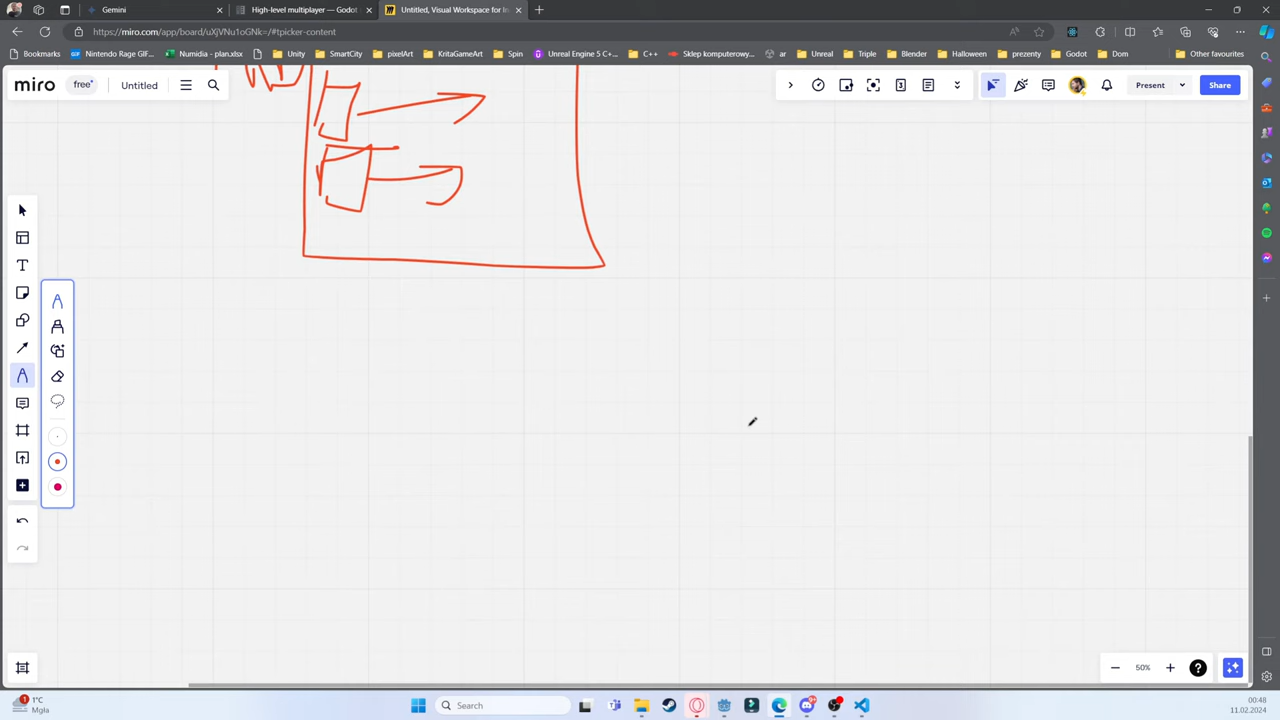 Gemini
High-level multiplayer — Godot
Untitled, Visual Workspace for In
https://miro.com/app/board/uXjVNu1oGNk=/#tpicker-content
Bookmarks
Nintendo Rage GIF...
Numidia - plan.xlsx
Unity
SmartCity
pixelArt
KritaGameArt
Spin
Unreal Engine 5 C+...
C++
Sklep komputerowy...
ar
Unreal
Triple
Blender
Halloween
prezenty
Godot
Dom
Other favourites
miro
free
Untitled
3
Present
Share
50%
1
1°C
Mgła
Search
00:48
11.02.2024